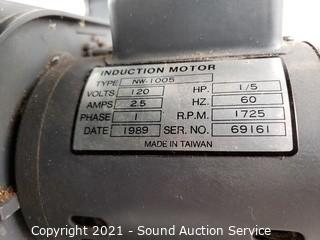 INDUCTION MOTOR
TYPE NW-1005
VOLTS 120 HP. 1/5
AMPS 2.5 HZ. 60
PHASE 1 R.P.M. 1725
DATE 1989 SER. NO. 69161
MADE IN TAIWAN
Copyright 2021 - Sound Auction Service